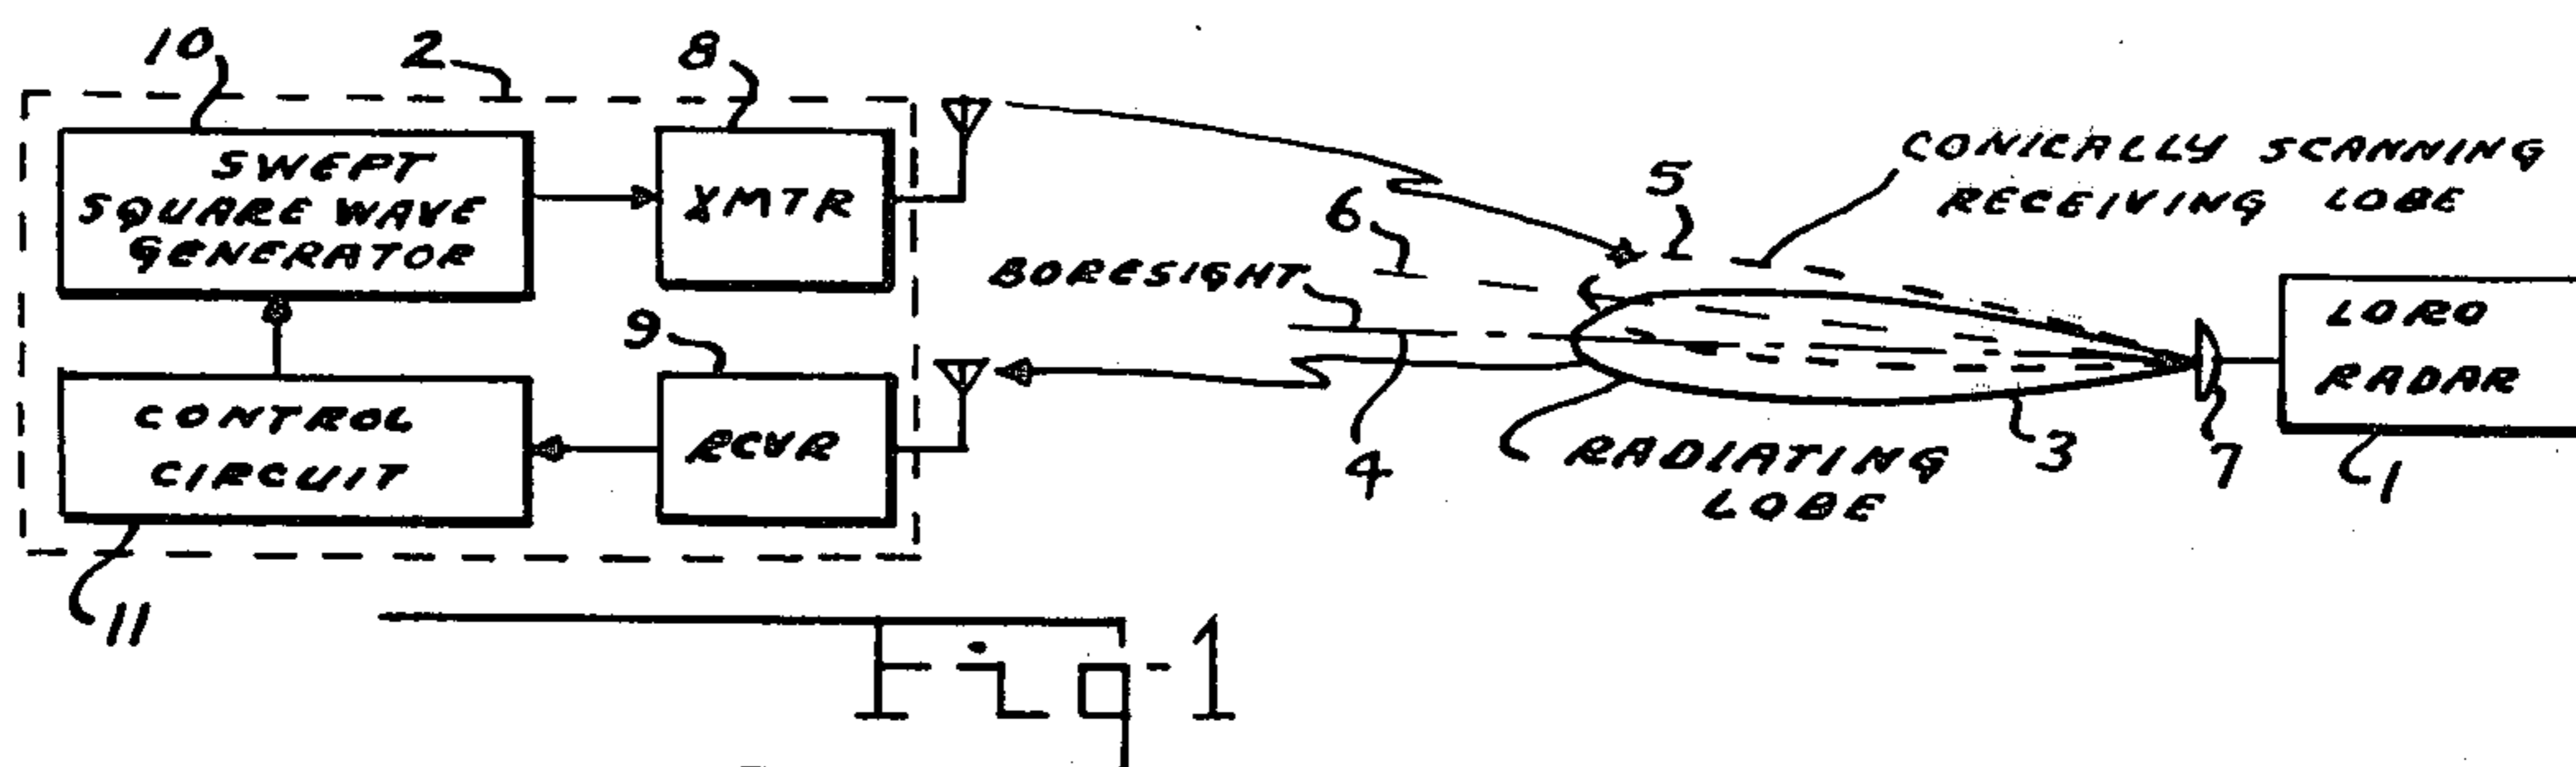 10
2
8
SWEPT
SQUARE WAVE
GENERATOR
XMTR
CONICALLY SCANNING
RECEIVING LOBE
5
6
BORESIGHT
LORO
RADAR
9
CONTROL
CIRCUIT
RCVR
4
RADIATING
LOBE
3
7
1
11
Fig-1